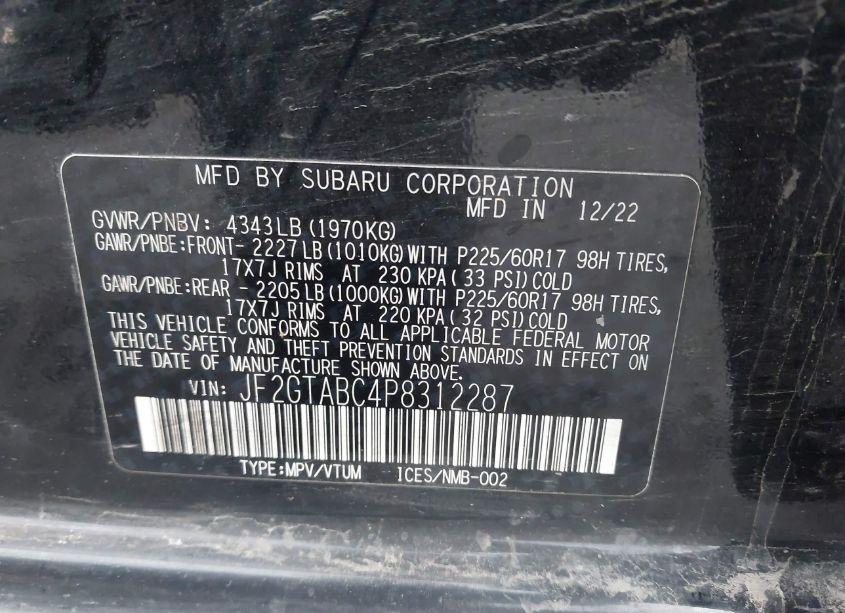 MFD BY SUBARU CORPORATION
MFD IN 12/22
GVWR/PNBV: 4343LB (1970KG)
GAWR/PNBE:FRONT- 2227LB (1010KG) WITH P225/60R17 98H TIRES,
17X7J RIMS AT 230 KPA ( 33 PSI) COLD
GAWR/PNBE:REAR - 2205LB (1000KG) WITH P225/60R17 98H TIRES,
17X7J RIMS AT 220 KPA ( 32 PSI) COLD
THIS VEHICLE CONFORMS TO ALL APPLICABLE FEDERAL MOTOR
VEHICLE SAFETY AND THEFT PREVENTION STANDARDS IN EFFECT ON
THE DATE OF MANUFACTURE SHOWN ABOVE.
VIN: JF2GTABC4P8312287
TYPE:MPV/VTUM ICES/NMB-002